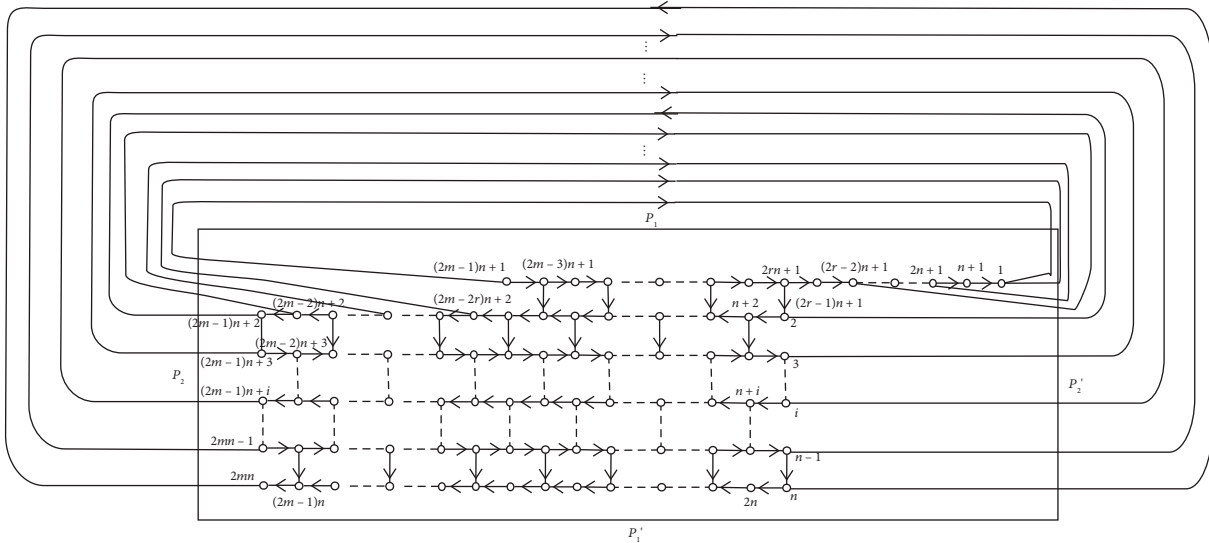 ⋮
⋮
⋮
P₁
(2m – 1)n + 1 (2m – 3)n + 1 2rn + 1 (2r – 2)n + 1 2n + 1 n + 1 1
(2m – 2)n + 2 (2m – 2r)n + 2 n + 2 (2r – 1)n + 1
(2m – 1)n + 2 2
(2m – 2)n + 3
(2m – 1)n + 3 3
P₂ P₂'
(2m – 1)n + i n + i
i
2mn – 1 n – 1
2mn
(2m – 1)n 2n n
P₁'